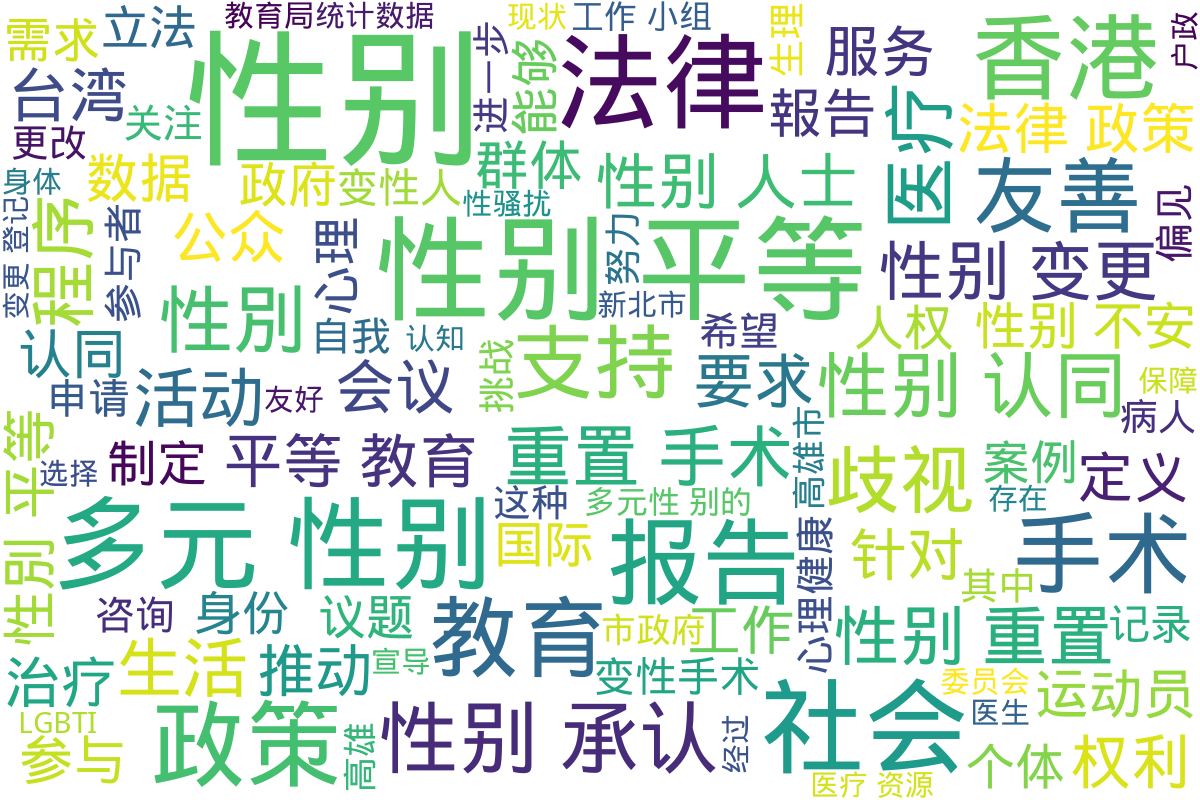 教育局统计数据
现状
工作 小组
户政
需求
立法
性别
进一步
能够
法律
生理
服务
香港
台湾
关注
報告
医疗
法律 政策
更改
数据
政府
变性人
群体
性别 人士
友善
偏见
身体
性骚扰
变更 登记
程序
参与者
公众
心理
性别平等
努力
性别 变更
新北市
性別
自我
认知
希望
人权
性别 不安
认同
挑战
支持
要求
性别 认同
保障
申请
活动
友好
会议
病人
性别 平等
选择
制定
平等 教育
重置 手术
高雄市
歧视
案例
定义
存在
这种
多元性 别的
多元 性别
国际
报告
心理健康
针对
手术
其中
咨询
身份
议题
教育
市政府
工作
性别 重置
记录
治疗
生活
推动
宣导
变性手术
社会
委员会
运动员
医生
LGBTI
参与
政策
高雄
性别 承认
经过
个体
权利
医疗 资源